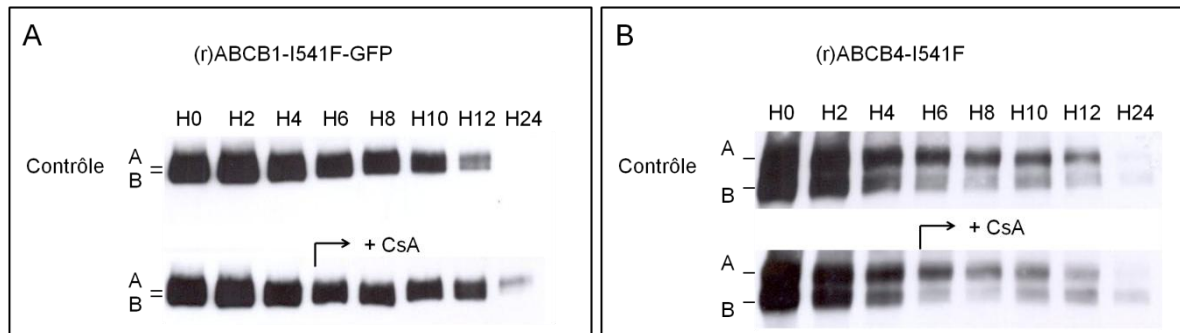 A
(r)ABCB1-I541F-GFP
H0 H2 H4 H6 H8 H10 H12 H24
Contrôle
A
B
+ CsA
A
B
B
(r)ABCB4-I541F
H0 H2 H4 H6 H8 H10 H12 H24
Contrôle
A
B
+ CsA
A
B